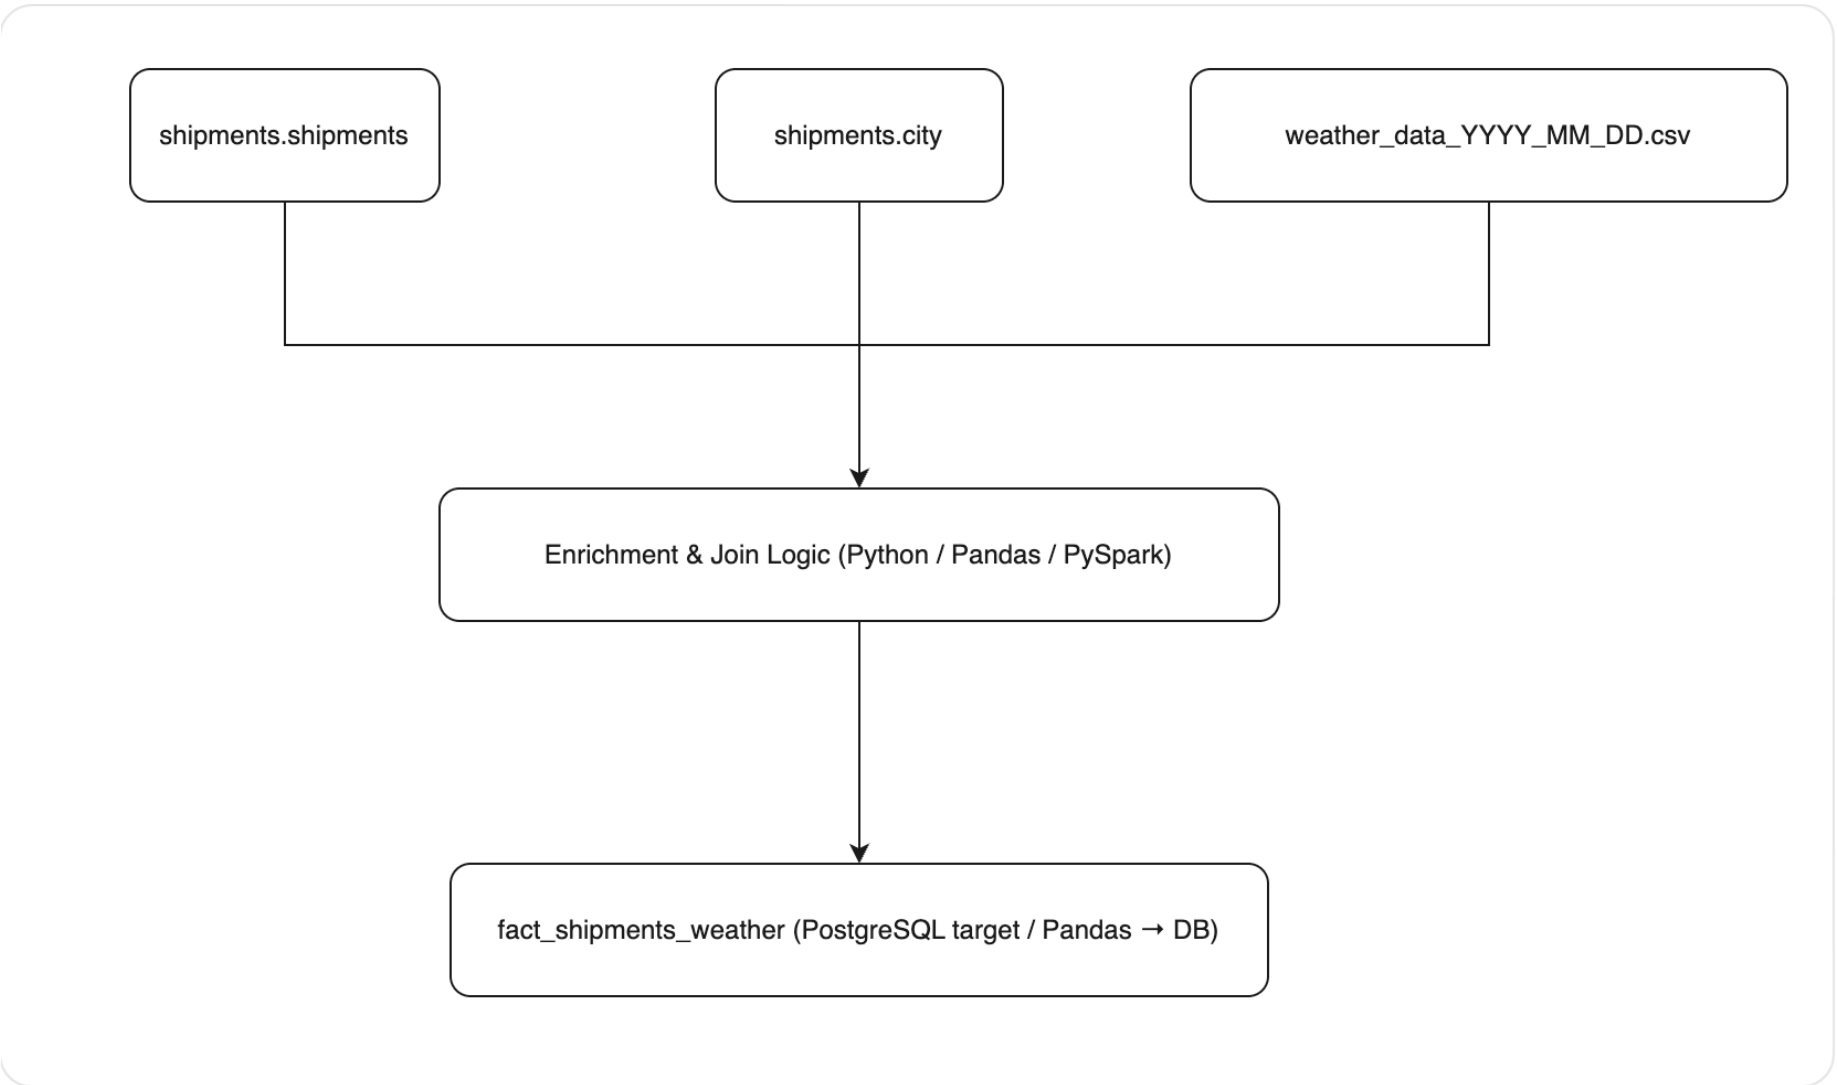 shipments.shipments
shipments.city
weather_data_YYYY_MM_DD.csv
Enrichment & Join Logic (Python / Pandas / PySpark)
fact_shipments_weather (PostgreSQL target / Pandas → DB)